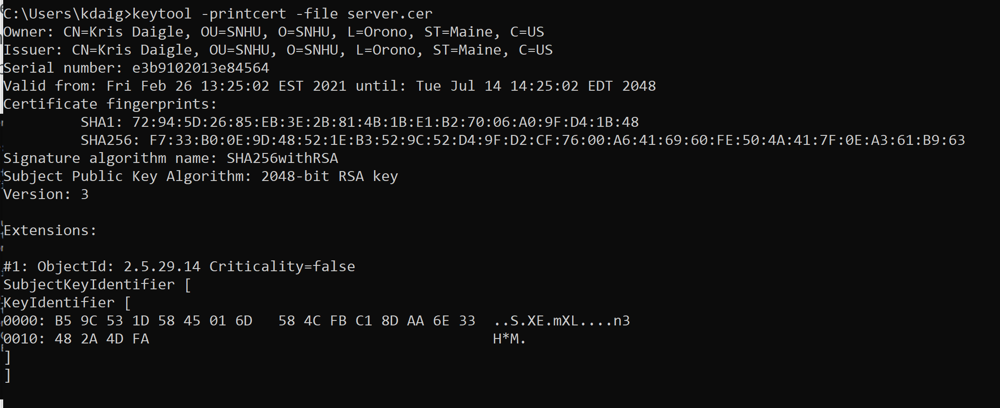 C:\Users\kdaig>keytool -printcert -file server.cer
Owner: CN=Kris Daigle, OU=SNHU, O=SNHU, L=Orono, ST=Maine, C=US
Issuer: CN=Kris Daigle, OU=SNHU, O=SNHU, L=Orono, ST=Maine, C=US
Serial number: e3b9102013e84564
Valid from: Fri Feb 26 13:25:02 EST 2021 until: Tue Jul 14 14:25:02 EDT 2048
Certificate fingerprints:
         SHA1: 72:94:5D:26:85:EB:3E:2B:81:4B:1B:E1:B2:70:06:A0:9F:D4:1B:48
         SHA256: F7:33:B0:0E:9D:48:52:1E:B3:52:9C:52:D4:9F:D2:CF:76:00:A6:41:69:60:FE:50:4A:41:7F:0E:A3:61:B9:63
Signature algorithm name: SHA256withRSA
Subject Public Key Algorithm: 2048-bit RSA key
Version: 3

Extensions:

#1: ObjectId: 2.5.29.14 Criticality=false
SubjectKeyIdentifier [
KeyIdentifier [
0000: B5 9C 53 1D 58 45 01 6D   58 4C FB C1 8D AA 6E 33  ..S.XE.mXL....n3
0010: 48 2A 4D FA                                        H*M.
]
]